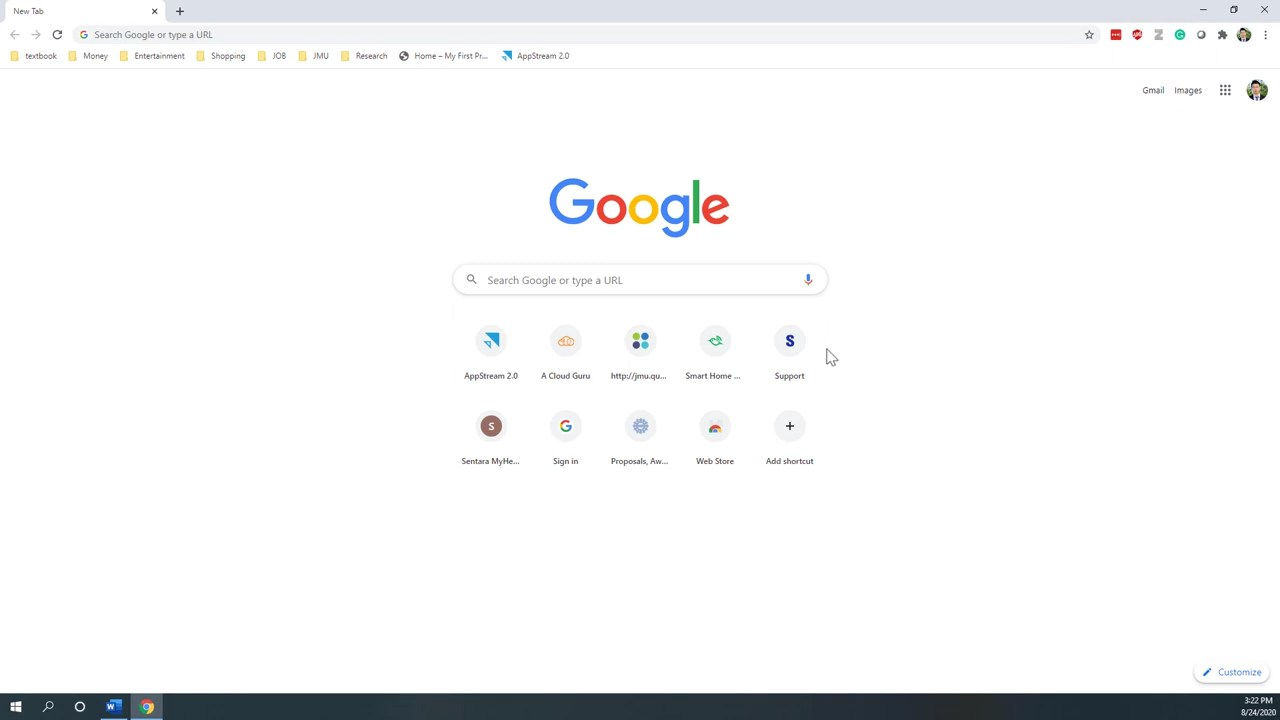 New Tab
Search Google or type a URL
textbook Money Entertainment Shopping JOB JMU Research Home – My First Pr... AppStream 2.0
Gmail Images
Google
Search Google or type a URL
S
AppStream 2.0 A Cloud Guru http://jmu.qu... Smart Home ... Support
S G
Sentara MyHe... Sign in Proposals, Aw... Web Store Add shortcut
Customize
3:22 PM
8/24/2020